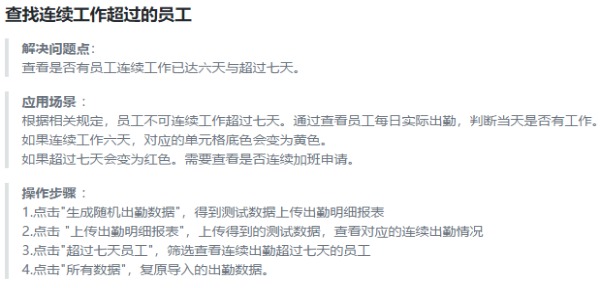 查找连续工作超过的员工
解决问题点：
查看是否有员工连续工作已达六天与超过七天。
应用场景 ：
根据相关规定，员工不可连续工作超过七天。通过查看员工每日实际出勤，判断当天是否有工作。
如果连续工作六天，对应的单元格底色会变为黄色。
如果超过七天会变为红色。需要查看是否连续加班申请。
操作步骤 ：
1.点击"生成随机出勤数据"，得到测试数据上传出勤明细报表
2.点击 "上传出勤明细报表"，上传得到的测试数据，查看对应的连续出勤情况
3.点击"超过七天员工"，筛选查看连续出勤超过七天的员工
4.点击"所有数据"，复原导入的出勤数据。